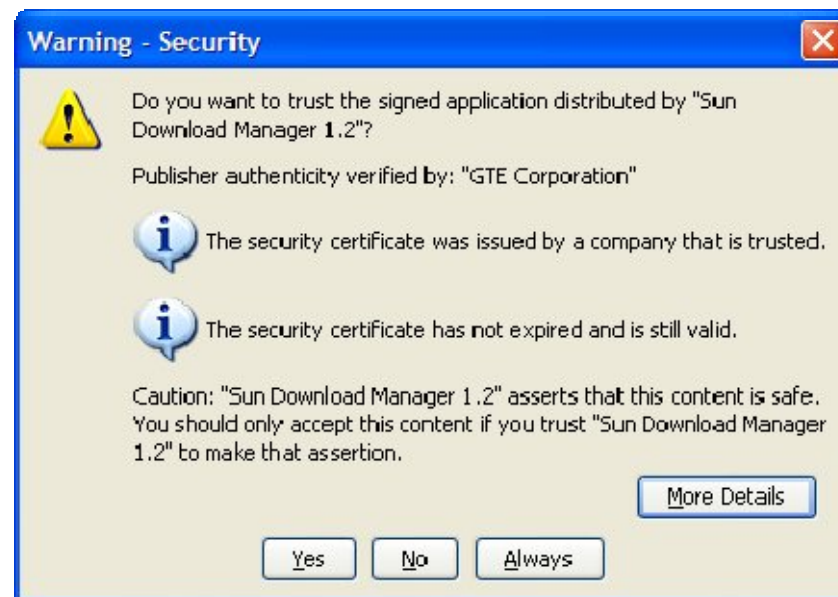 Warning - Security
Do you want to trust the signed application distributed by "Sun
Download Manager 1.2"?
Publisher authenticity verified by: "GTE Corporation"
The security certificate was issued by a company that is trusted.
The security certificate has not expired and is still valid.
Caution: "Sun Download Manager 1.2" asserts that this content is safe.
You should only accept this content if you trust "Sun Download Manager
1.2" to make that assertion.
More Details
Yes No Always